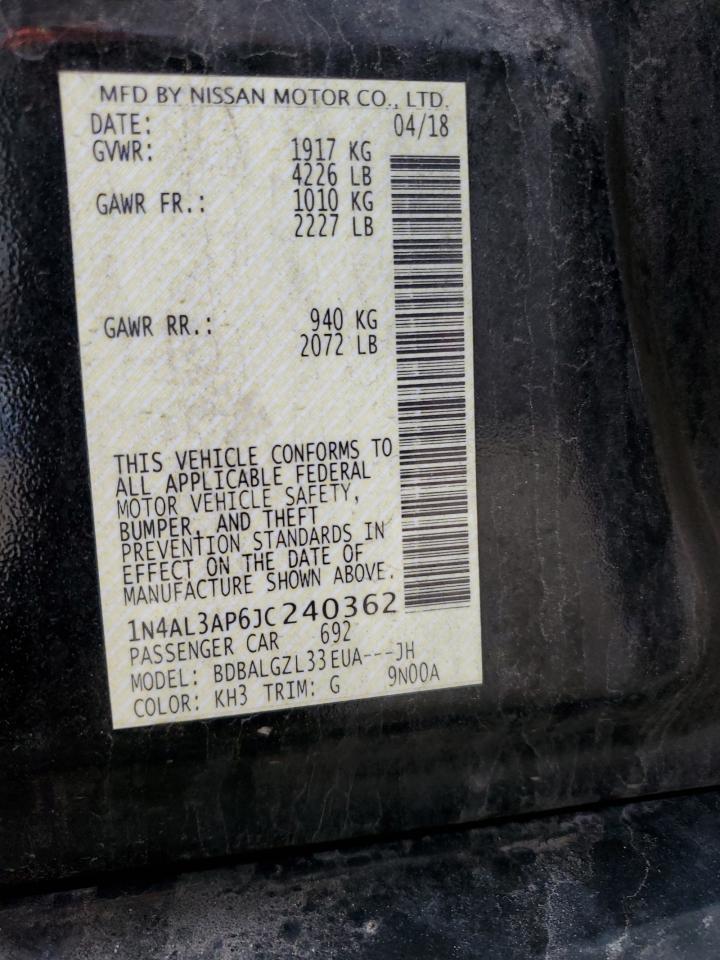 MFD BY NISSAN MOTOR CO., LTD.
DATE: 04/18
GVWR: 1917 KG
4226 LB
GAWR FR.: 1010 KG
2227 LB
GAWR RR.: 940 KG
2072 LB
THIS VEHICLE CONFORMS TO
ALL APPLICABLE FEDERAL
MOTOR VEHICLE SAFETY,
BUMPER, AND THEFT
PREVENTION STANDARDS IN
EFFECT ON THE DATE OF
MANUFACTURE SHOWN ABOVE.
1N4AL3AP6JC240362
PASSENGER CAR 692
MODEL: BDBALGZL33EUA---JH
COLOR: KH3 TRIM: G 9N00A